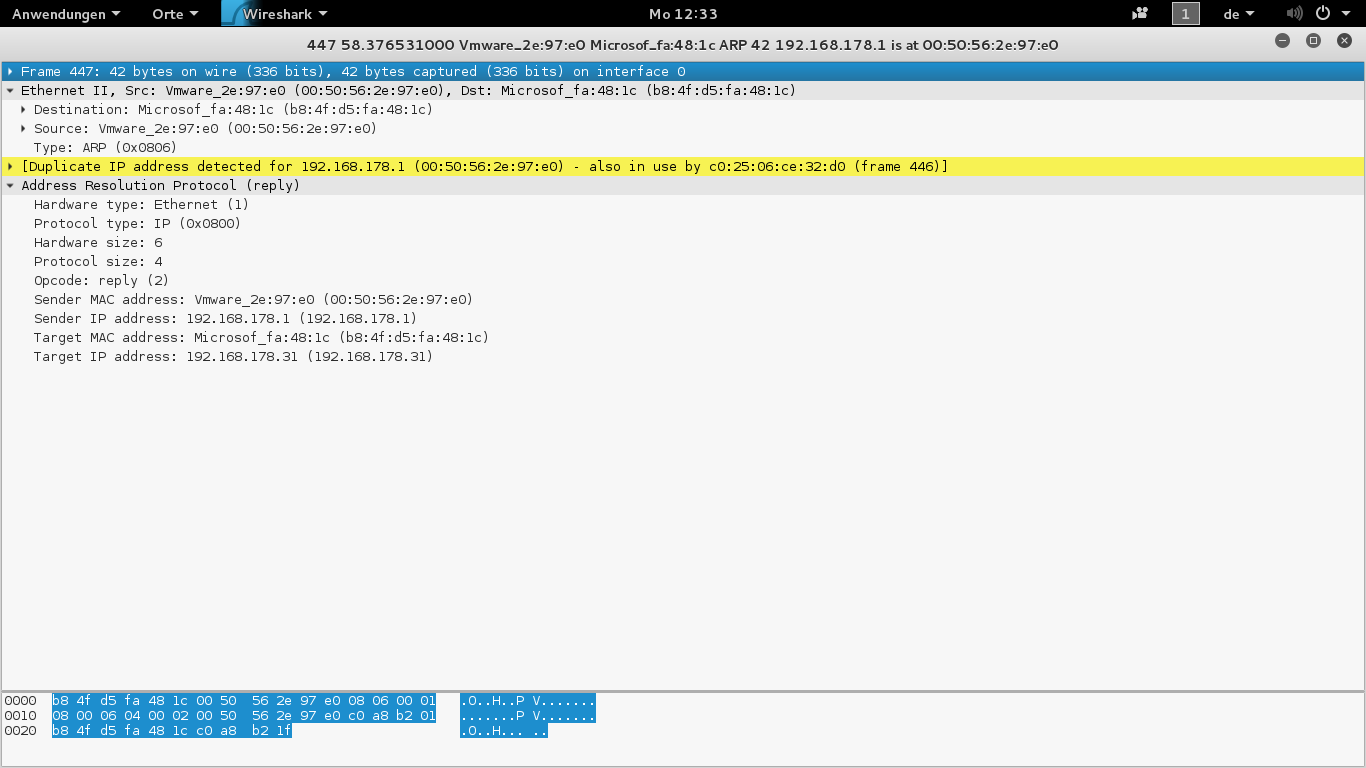 Anwendungen Orte Wireshark Mo 12:33 1 de
447 58.376531000 Vmware_2e:97:e0 Microsof_fa:48:1c ARP 42 192.168.178.1 is at 00:50:56:2e:97:e0
Frame 447: 42 bytes on wire (336 bits), 42 bytes captured (336 bits) on interface 0
Ethernet II, Src: Vmware_2e:97:e0 (00:50:56:2e:97:e0), Dst: Microsof_fa:48:1c (b8:4f:d5:fa:48:1c)
Destination: Microsof_fa:48:1c (b8:4f:d5:fa:48:1c)
Source: Vmware_2e:97:e0 (00:50:56:2e:97:e0)
Type: ARP (0x0806)
[Duplicate IP address detected for 192.168.178.1 (00:50:56:2e:97:e0) - also in use by c0:25:06:ce:32:d0 (frame 446)]
Address Resolution Protocol (reply)
Hardware type: Ethernet (1)
Protocol type: IP (0x0800)
Hardware size: 6
Protocol size: 4
Opcode: reply (2)
Sender MAC address: Vmware_2e:97:e0 (00:50:56:2e:97:e0)
Sender IP address: 192.168.178.1 (192.168.178.1)
Target MAC address: Microsof_fa:48:1c (b8:4f:d5:fa:48:1c)
Target IP address: 192.168.178.31 (192.168.178.31)
0000 b8 4f d5 fa 48 1c 00 50 56 2e 97 e0 08 06 00 01 .O..H..P V.......
0010 08 00 06 04 00 02 00 50 56 2e 97 e0 c0 a8 b2 01 .......P V.......
0020 b8 4f d5 fa 48 1c c0 a8 b2 1f .O..H... ..